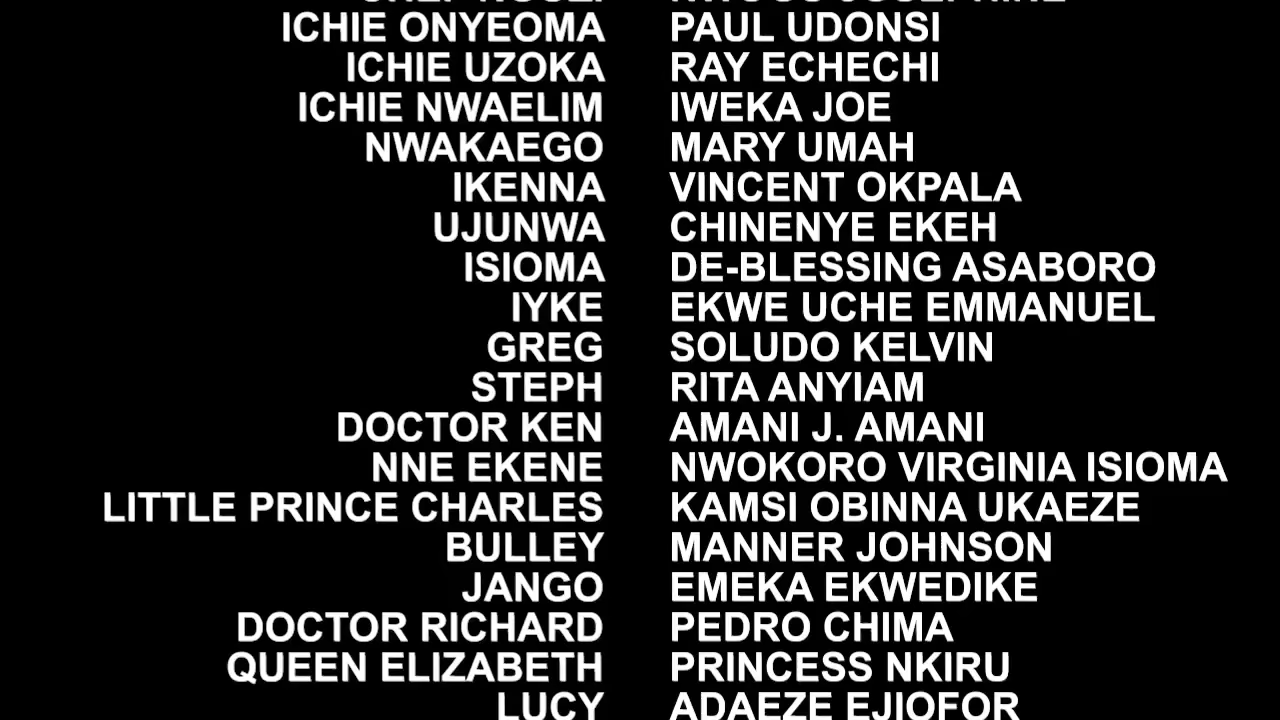 ICHIE ONYEOMA PAUL UDONSI
ICHIE UZOKA RAY ECHECHI
ICHIE NWAELIM IWEKA JOE
NWAKAEGO MARY UMAH
IKENNA VINCENT OKPALA
UJUNWA CHINENYE EKEH
ISIOMA DE-BLESSING ASABORO
IYKE EKWE UCHE EMMANUEL
GREG SOLUDO KELVIN
STEPH RITA ANYIAM
DOCTOR KEN AMANI J. AMANI
NNE EKENE NWOKORO VIRGINIA ISIOMA
LITTLE PRINCE CHARLES KAMSI OBINNA UKAEZE
BULLEY MANNER JOHNSON
JANGO EMEKA EKWEDIKE
DOCTOR RICHARD PEDRO CHIMA
QUEEN ELIZABETH PRINCESS NKIRU
LUCY ADAEZE EJIOFOR